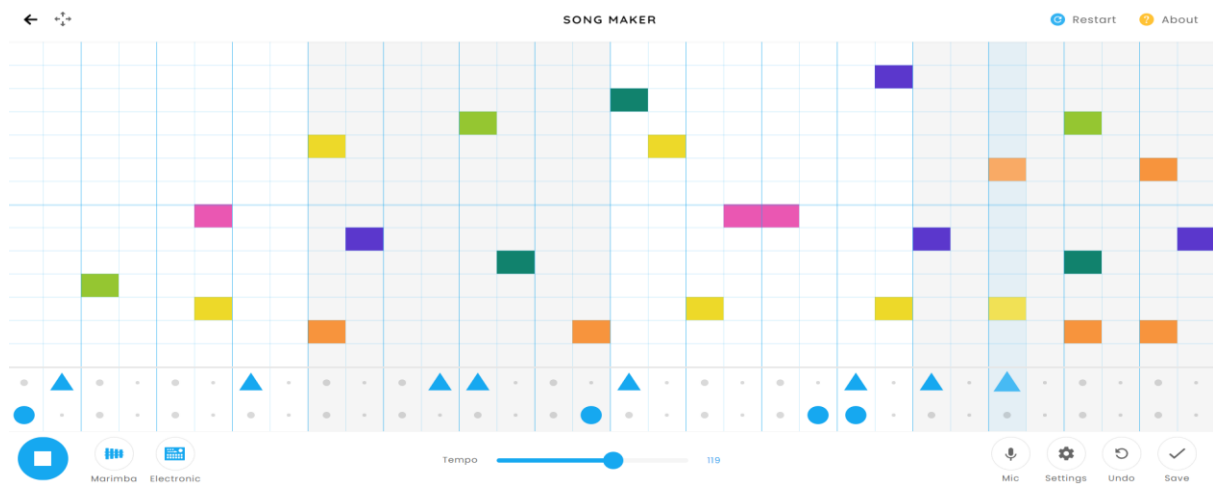 SONG MAKER
Restart
About
Marimba
Electronic
Tempo
119
Mic
Settings
Undo
Save